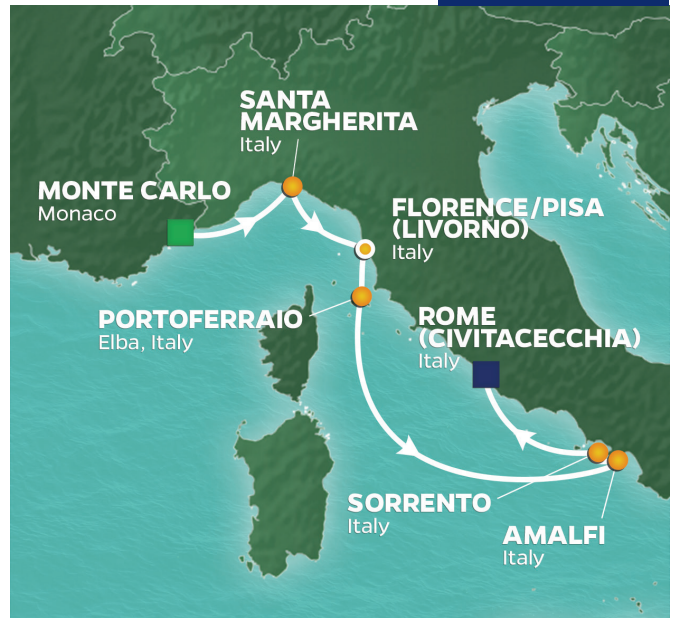 SANTA
MARGHERITA
Italy
MONTE CARLO
Monaco
FLORENCE/PISA
(LIVORNO)
Italy
PORTOFERRAIO
Elba, Italy
ROME
(CIVITACECCHIA)
Italy
SORRENTO
Italy
AMALFI
Italy